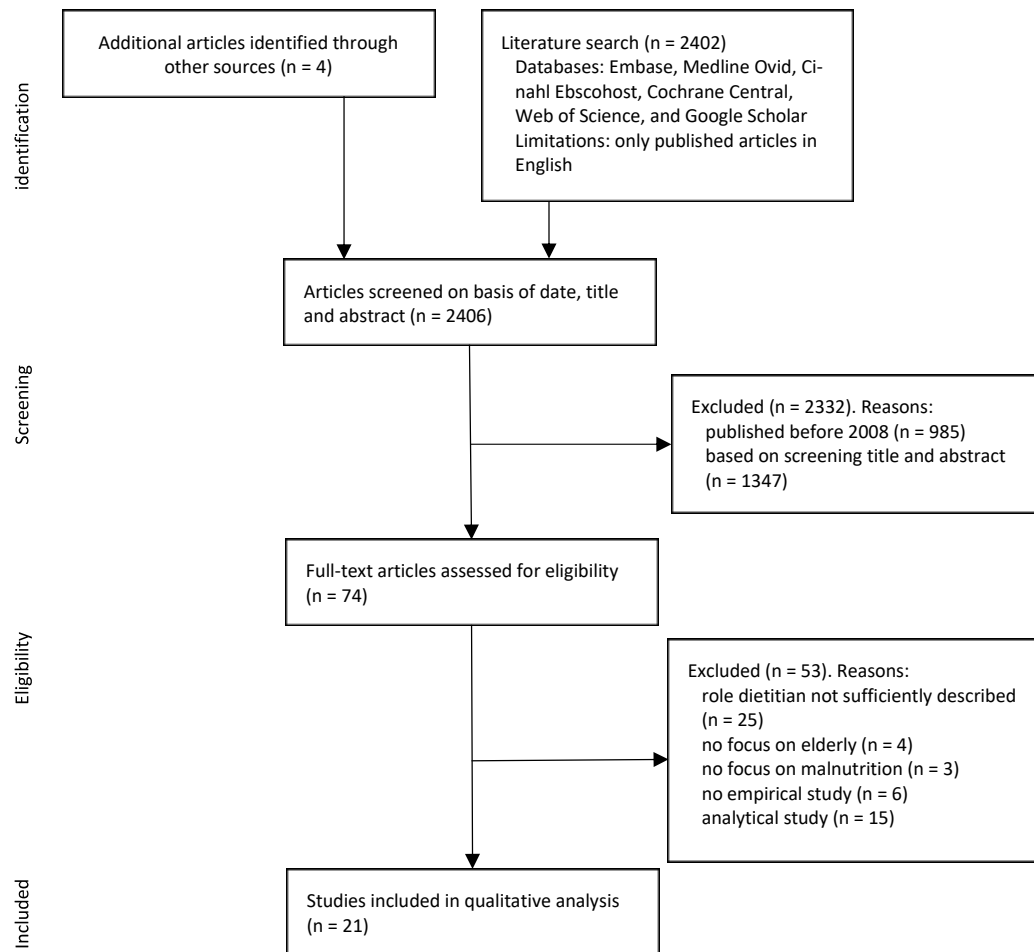 identification
Additional articles identified through
other sources (n = 4)
Literature search (n = 2402)
Databases: Embase, Medline Ovid, Ci-
nahl Ebscohost, Cochrane Central,
Web of Science, and Google Scholar
Limitations: only published articles in
English
Screening
Articles screened on basis of date, title
and abstract (n = 2406)
Excluded (n = 2332). Reasons:
published before 2008 (n = 985)
based on screening title and abstract
(n = 1347)
Eligibility
Full-text articles assessed for eligibility
(n = 74)
Excluded (n = 53). Reasons:
role dietitian not sufficiently described
(n = 25)
no focus on elderly (n = 4)
no focus on malnutrition (n = 3)
no empirical study (n = 6)
analytical study (n = 15)
Included
Studies included in qualitative analysis
(n = 21)